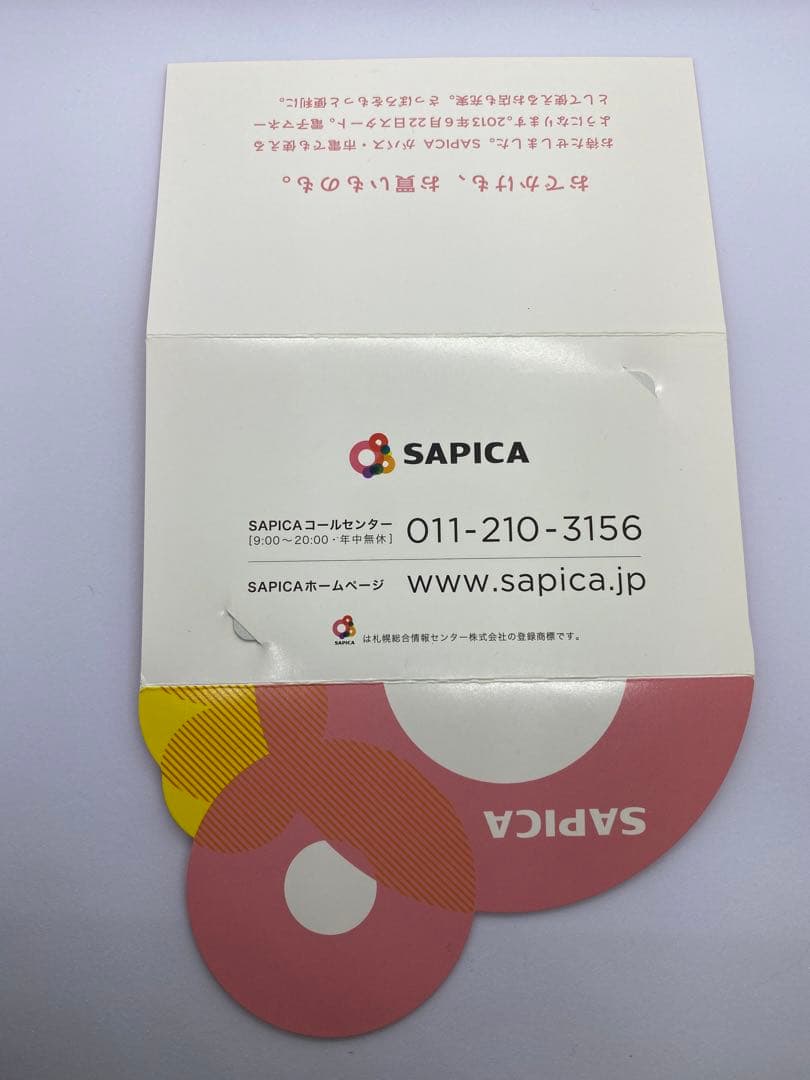 おでかけも、お買いものも。
お待たせしました。SAPICA がバス・市電でも使える
ようになります。2013年6月22日スタート。電子マネー
として使えるお店も充実。さっぽろをもっと便利に。
SAPICA
SAPICAコールセンター 011-210-3156
[9:00～20:00・年中無休]
SAPICAホームページ www.sapica.jp
SAPICA は札幌総合情報センター株式会社の登録商標です。
SAPICA